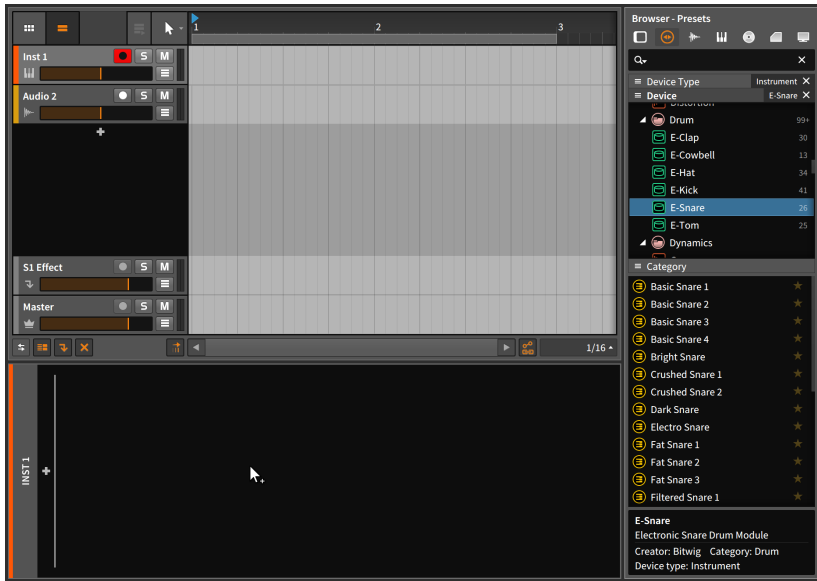 Browser - Presets
1
2
3
Inst 1
S
M
Audio 2
S
M
S1 Effect
S
M
Master
S
M
1/16
INST 1
Device Type
Instrument
Device
E-Snare
Distortion
Drum
99+
E-Clap
30
E-Cowbell
13
E-Hat
34
E-Kick
41
E-Snare
26
E-Tom
25
Dynamics
Category
Basic Snare 1
Basic Snare 2
Basic Snare 3
Basic Snare 4
Bright Snare
Crushed Snare 1
Crushed Snare 2
Dark Snare
Electro Snare
Fat Snare 1
Fat Snare 2
Fat Snare 3
Filtered Snare 1
E-Snare
Electronic Snare Drum Module
Creator: Bitwig Category: Drum
Device type: Instrument